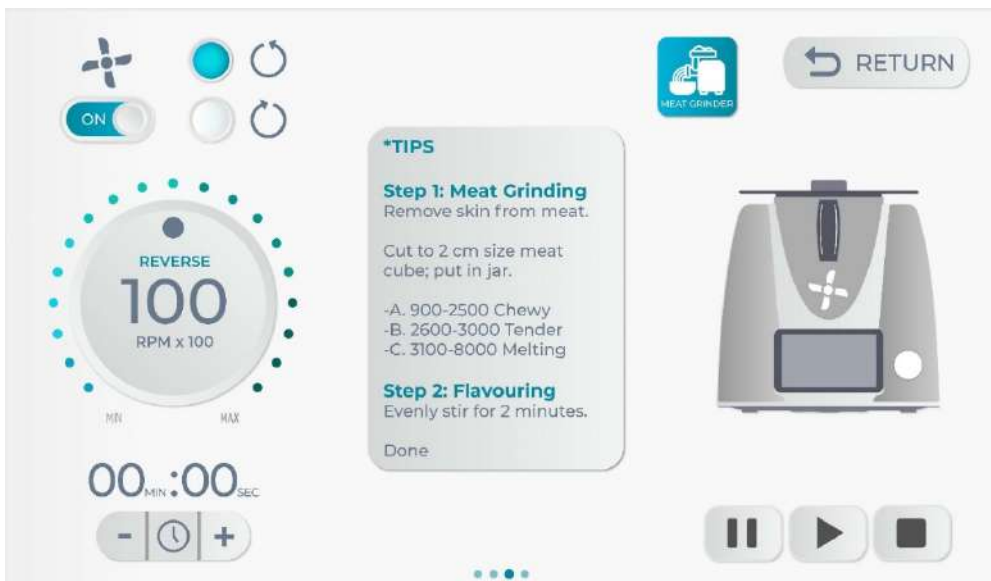 ON
REVERSE
100
RPM x 100
MIN
MAX
00MIN:00SEC
- +
*TIPS
Step 1: Meat Grinding
Remove skin from meat.
Cut to 2 cm size meat
cube; put in jar.
-A. 900-2500 Chewy
-B. 2600-3000 Tender
-C. 3100-8000 Melting
Step 2: Flavouring
Evenly stir for 2 minutes.
Done
MEAT GRINDER
RETURN